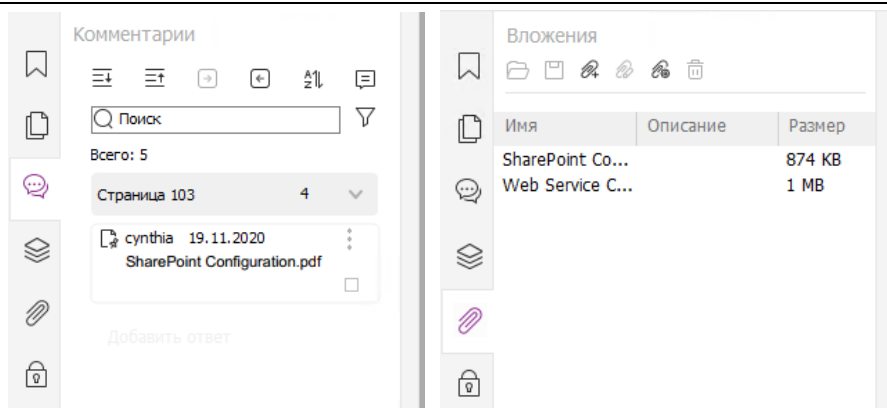 Комментарии
Поиск
Всего: 5
Страница 103 4
cynthia 19.11.2020
SharePoint Configuration.pdf
Добавить ответ
Вложения
Имя Описание Размер
SharePoint Co... 874 KB
Web Service C... 1 MB